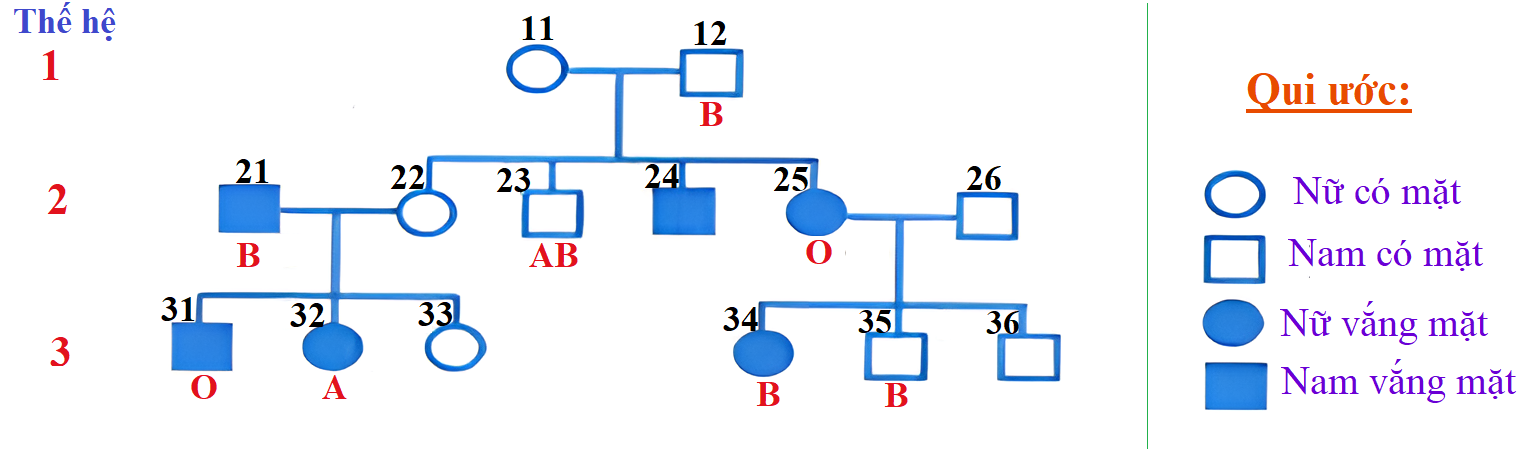 Thế hệ
1
11
12
B
2
21
22
23
24
25
26
B
AB
O
3
31
32
33
34
35
36
O
A
B
B
Qui ước:
Nữ có mặt
Nam có mặt
Nữ vắng mặt
Nam vắng mặt